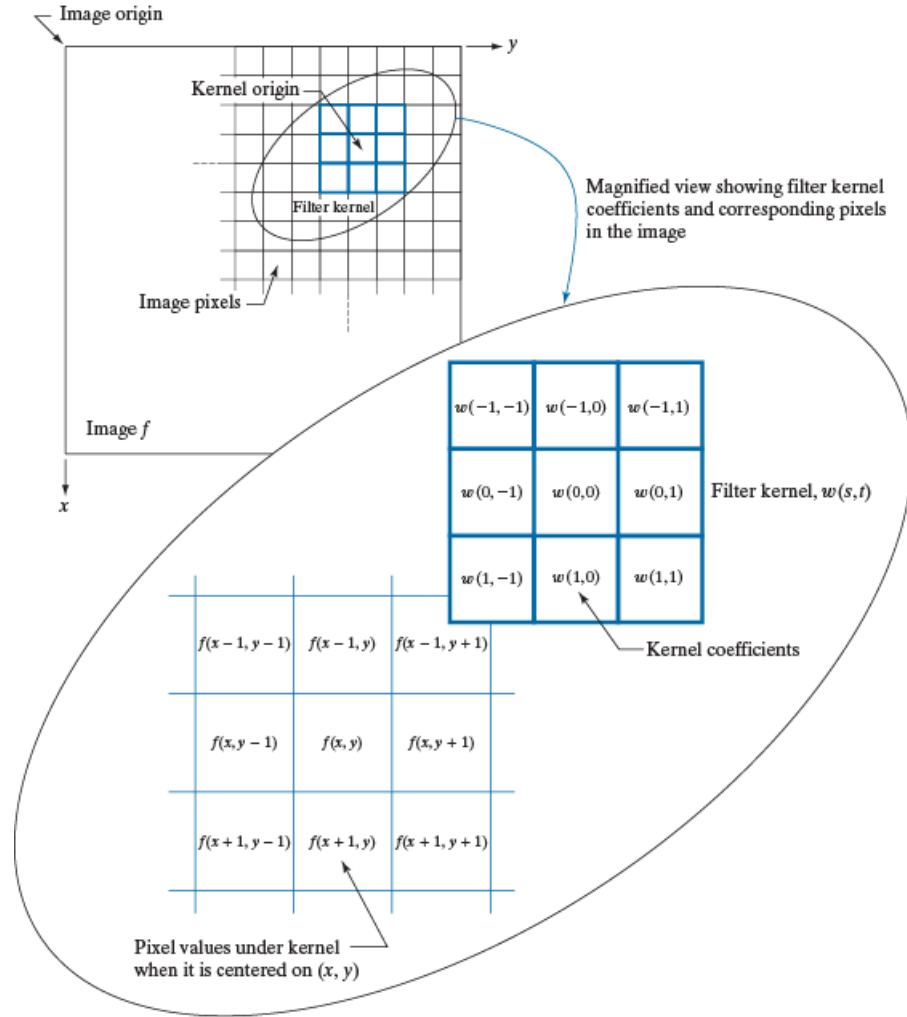 Image origin
y
Kernel origin
Filter kernel
Magnified view showing filter kernel
coefficients and corresponding pixels
in the image
Image pixels
Image f
x
w(−1,−1) w(−1,0) w(−1,1)
w(0,−1) w(0,0) w(0,1) Filter kernel, w(s,t)
w(1,−1) w(1,0) w(1,1)
Kernel coefficients
f(x − 1, y − 1) f(x − 1, y) f(x − 1, y + 1)
f(x, y − 1) f(x, y) f(x, y + 1)
f(x + 1, y − 1) f(x + 1, y) f(x + 1, y + 1)
Pixel values under kernel
when it is centered on (x, y)